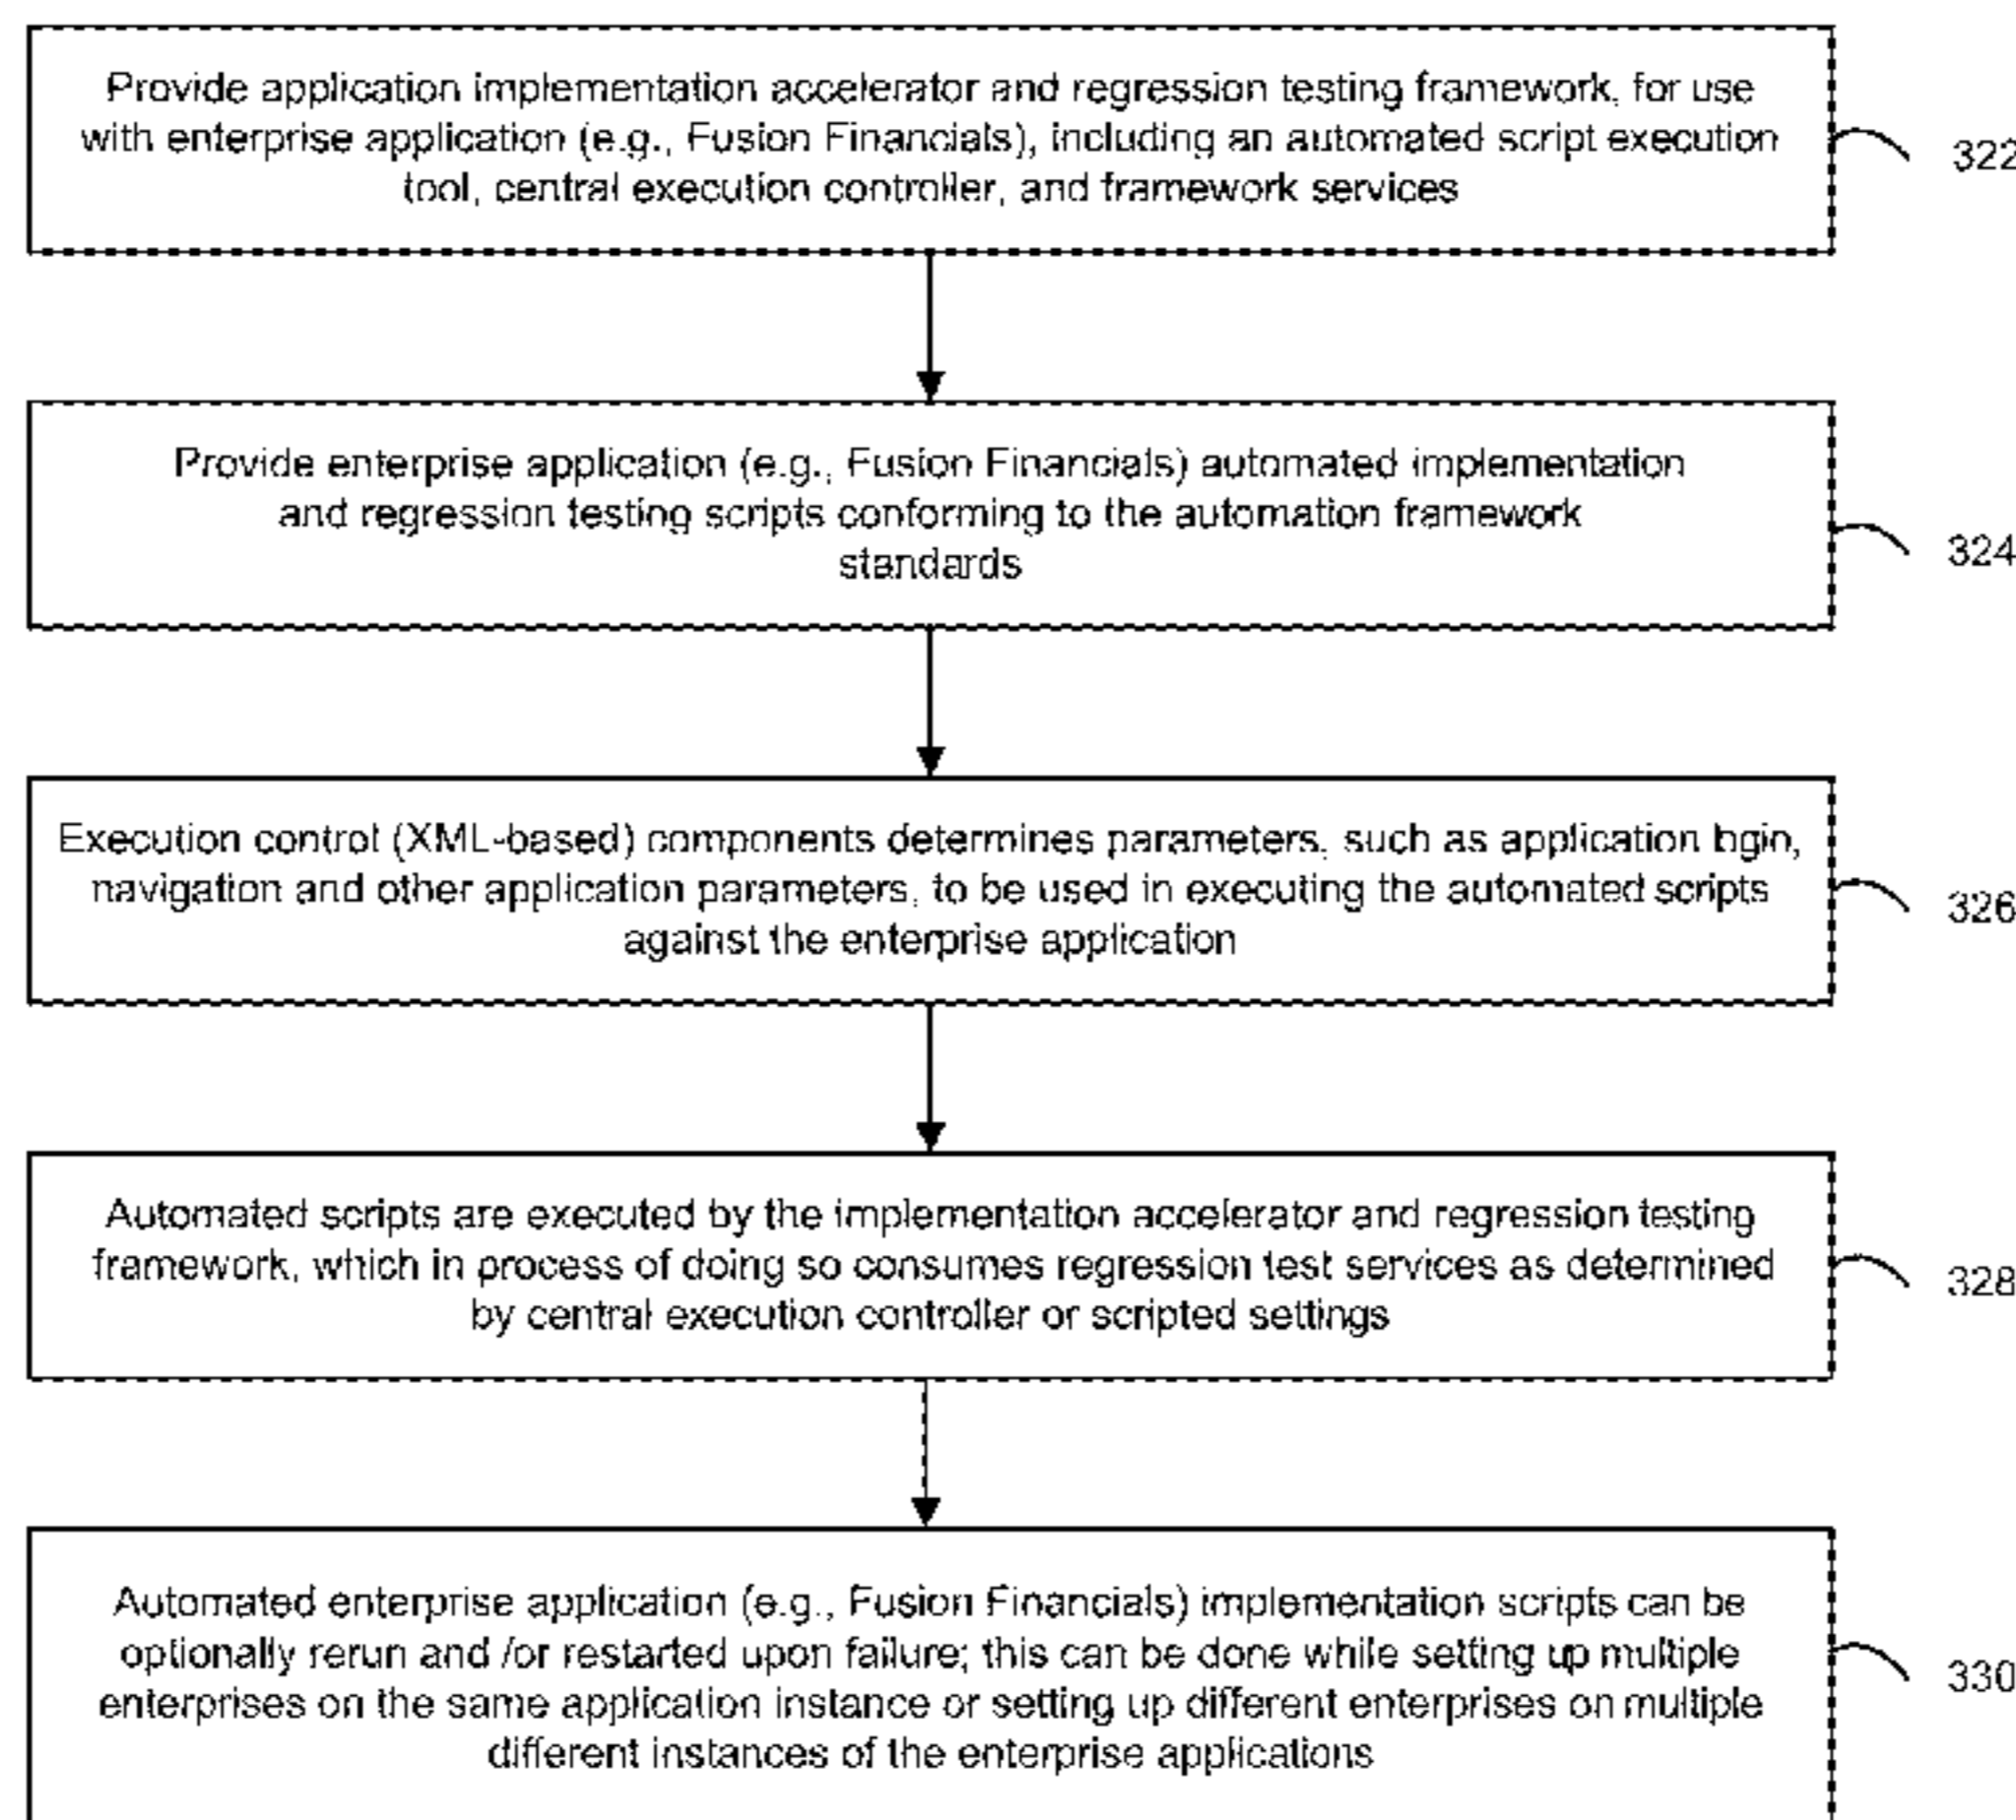 Provide application implementation accelerator and regression testing framework, for use
with enterprise application (e.g., Fusion Financials), including an automated script execution
tool, central execution controller, and framework services
322
Provide enterprise application (e.g., Fusion Financials) automated implementation
and regression testing scripts conforming to the automation framework
standards
324
Execution control (XML-based) components determines parameters, such as application login,
navigation and other application parameters, to be used in executing the automated scripts
against the enterprise application
326
Automated scripts are executed by the implementation accelerator and regression testing
framework, which in process of doing so consumes regression test services as determined
by central execution controller or scripted settings
328
Automated enterprise application (e.g., Fusion Financials) implementation scripts can be
optionally rerun and /or restarted upon failure; this can be done while setting up multiple
enterprises on the same application instance or setting up different enterprises on multiple
different instances of the enterprise applications
330